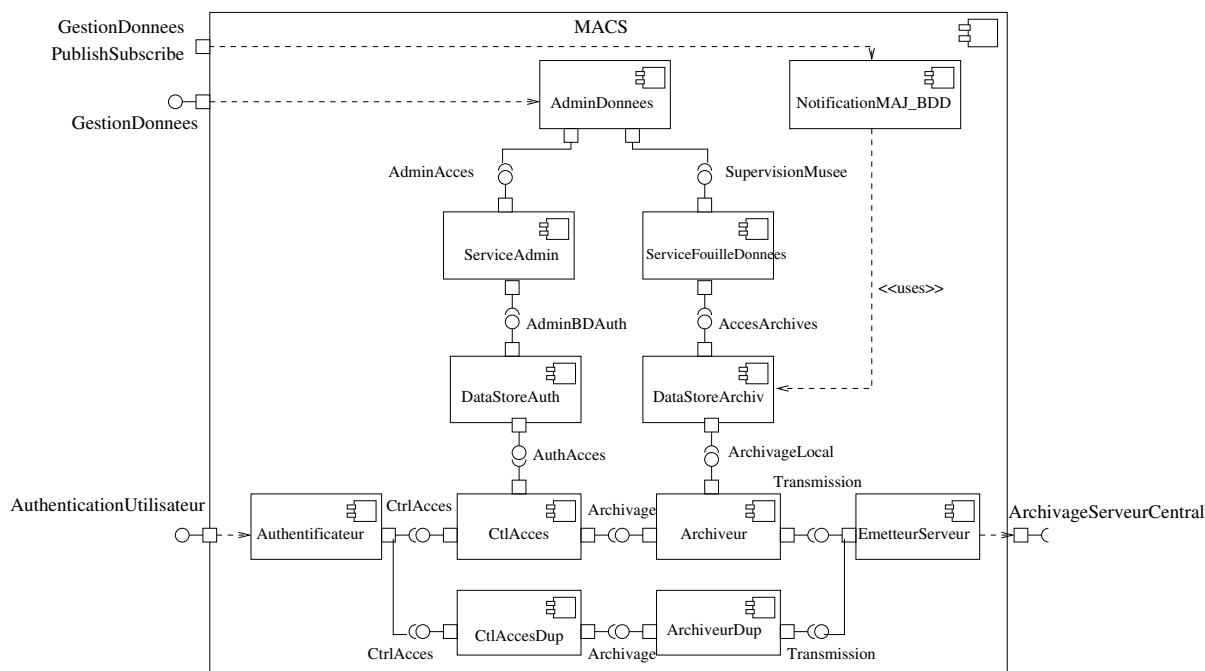 GestionDonnees
PublishSubscribe
MACS
AdminDonnees
NotificationMAJ_BDD
GestionDonnees
AdminAcces
SupervisionMusee
ServiceAdmin
ServiceFouilleDonnees
<<uses>>
AdminBDAuth
AccesArchives
DataStoreAuth
DataStoreArchiv
AuthAcces
ArchivageLocal
AuthenticationUtilisateur
CtrlAcces
Archivage
Transmission
ArchivageServeurCentral
Authentificateur
CtlAcces
Archiveur
EmetteurServeur
CtlAccesDup
ArchiveurDup
CtrlAcces
Archivage
Transmission